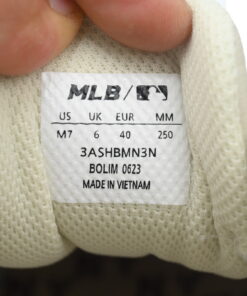 MLB/
US UK EUR MM
M7 6 40 250
3ASHBMN3N
BOLIM 0623
MADE IN VIETNAM